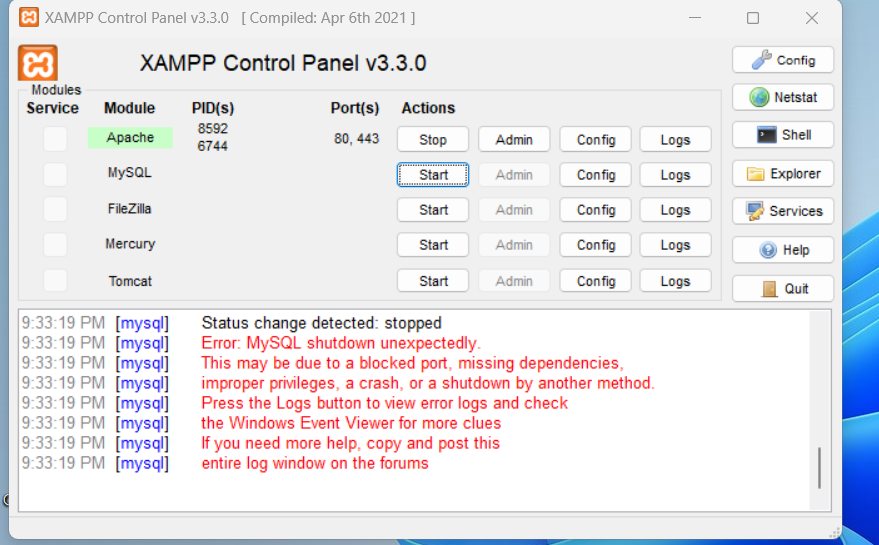 XAMPP Control Panel v3.3.0 [ Compiled: Apr 6th 2021 ]
XAMPP Control Panel v3.3.0
Config
Modules
Service Module PID(s) Port(s) Actions
Netstat
Apache 8592 6744 80, 443 Stop Admin Config Logs
Shell
MySQL Start Admin Config Logs
Explorer
FileZilla Start Admin Config Logs
Services
Mercury Start Admin Config Logs
Help
Tomcat Start Admin Config Logs
Quit
9:33:19 PM [mysql] Status change detected: stopped
9:33:19 PM [mysql] Error: MySQL shutdown unexpectedly.
9:33:19 PM [mysql] This may be due to a blocked port, missing dependencies,
9:33:19 PM [mysql] improper privileges, a crash, or a shutdown by another method.
9:33:19 PM [mysql] Press the Logs button to view error logs and check
9:33:19 PM [mysql] the Windows Event Viewer for more clues
9:33:19 PM [mysql] If you need more help, copy and post this
9:33:19 PM [mysql] entire log window on the forums